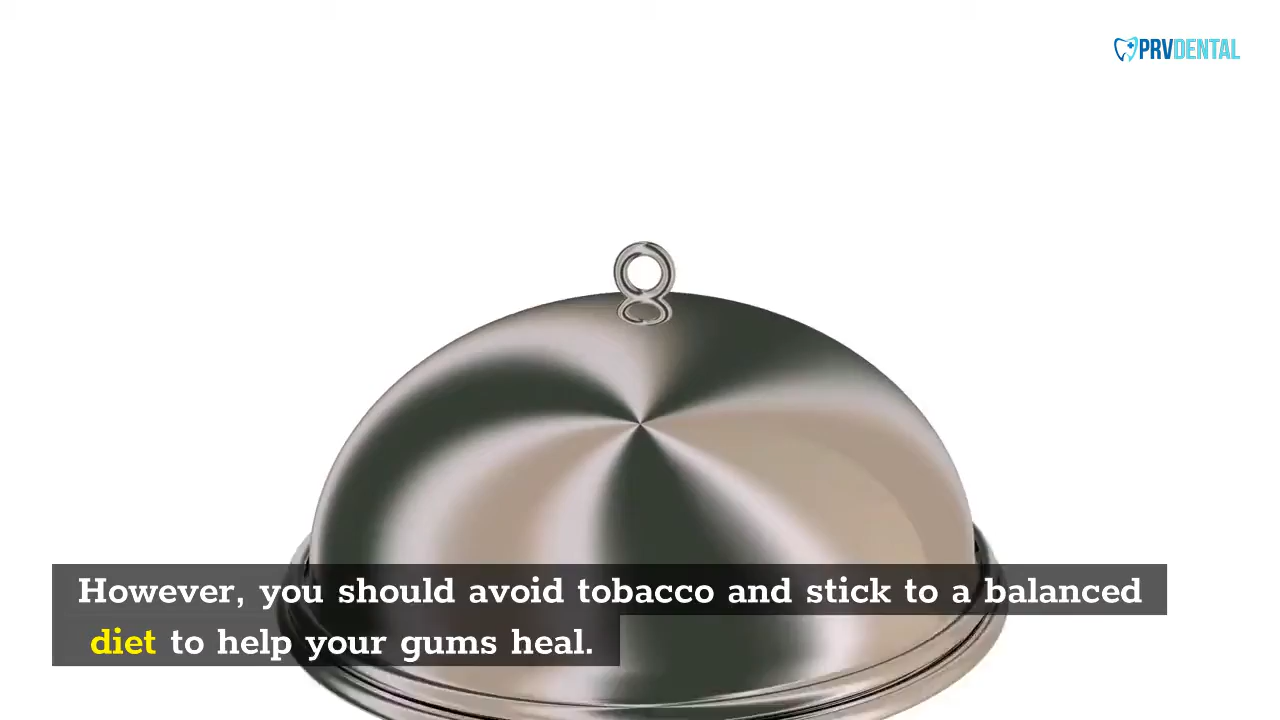 PRVDENTAL
However, you should avoid tobacco and stick to a balanced
diet to help your gums heal.